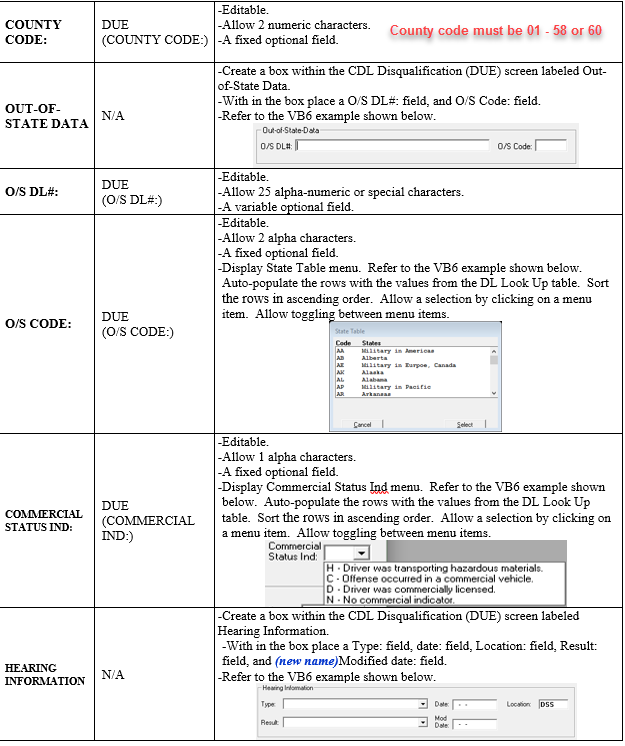 COUNTY
CODE:
DUE
(COUNTY CODE:)
-Editable.
-Allow 2 numeric characters.
-A fixed optional field.
County code must be 01 - 58 or 60
OUT-OF-
STATE DATA
N/A
-Create a box within the CDL Disqualification (DUE) screen labeled Out-
of-State Data.
-With in the box place a O/S DL#: field, and O/S Code: field.
-Refer to the VB6 example shown below.
Out-of-State-Data
O/S DL#:
O/S Code:
O/S DL#:
DUE
(O/S DL#:)
-Editable.
-Allow 25 alpha-numeric or special characters.
-A variable optional field.
O/S CODE:
DUE
(O/S CODE:)
-Editable.
-Allow 2 alpha characters.
-A fixed optional field.
-Display State Table menu. Refer to the VB6 example shown below.
Auto-populate the rows with the values from the DL Look Up table. Sort
the rows in ascending order. Allow a selection by clicking on a menu
item. Allow toggling between menu items.
State Table
Code States
AA Military in Americas
AB Alberta
AE Military in Eurpoe, Canada
AK Alaska
AL Alabama
AP Military in Pacific
AR Arkansas
Cancel Select
COMMERCIAL
STATUS IND:
DUE
(COMMERCIAL
IND:)
-Editable.
-Allow 1 alpha characters.
-A fixed optional field.
-Display Commercial Status Ind menu. Refer to the VB6 example shown
below. Auto-populate the rows with the values from the DL Look Up
table. Sort the rows in ascending order. Allow a selection by clicking on
a menu item. Allow toggling between menu items.
Commercial
Status Ind:
H - Driver was transporting hazardous materials.
C - Offense occurred in a commercial vehicle.
D - Driver was commercially licensed.
N - No commercial indicator.
HEARING
INFORMATION
N/A
-Create a box within the CDL Disqualification (DUE) screen labeled
Hearing Information.
-With in the box place a Type: field, date: field, Location: field, Result:
field, and (new name)Modified date: field.
-Refer to the VB6 example shown below.
Hearing Information
Type: Date: - - Location: DSS
Result: Mod
Date: - -